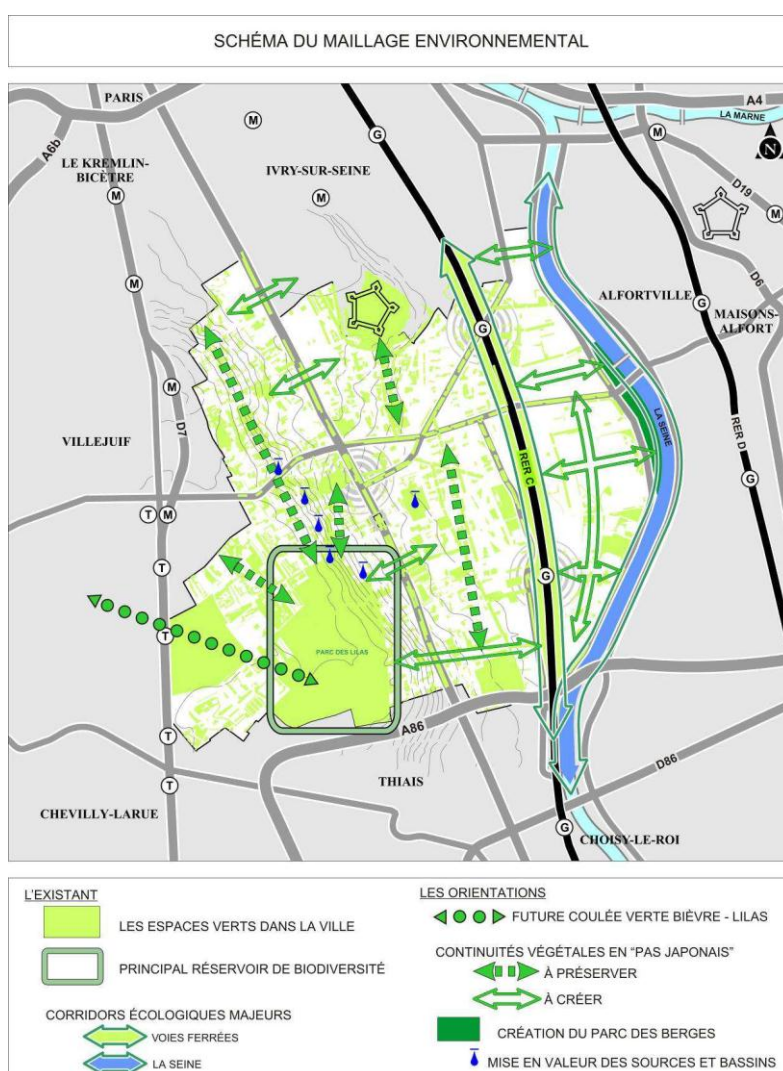 SCHÉMA DU MAILLAGE ENVIRONNEMENTAL
PARIS
A4
LA MARNE
A6b
M
G
M
N
LE KREMLIN-
BICÊTRE
IVRY-SUR-SEINE
M
M
D19
M
M
D6
ALFORTVILLE
G
MAISONS-
ALFORT
G
M
D7
VILLEJUIF
LA SEINE
RER D
RER C
G
T
M
T
G
T
PARC DES LILAS
A86
T
THIAIS
D86
T
CHEVILLY-LARUE
G
CHOISY-LE-ROI
L'EXISTANT
LES ESPACES VERTS DANS LA VILLE
PRINCIPAL RÉSERVOIR DE BIODIVERSITÉ
CORRIDORS ÉCOLOGIQUES MAJEURS
VOIES FERRÉES
LA SEINE
LES ORIENTATIONS
FUTURE COULÉE VERTE BIÈVRE - LILAS
CONTINUITÉS VÉGÉTALES EN "PAS JAPONAIS"
À PRÉSERVER
À CRÉER
CRÉATION DU PARC DES BERGES
MISE EN VALEUR DES SOURCES ET BASSINS